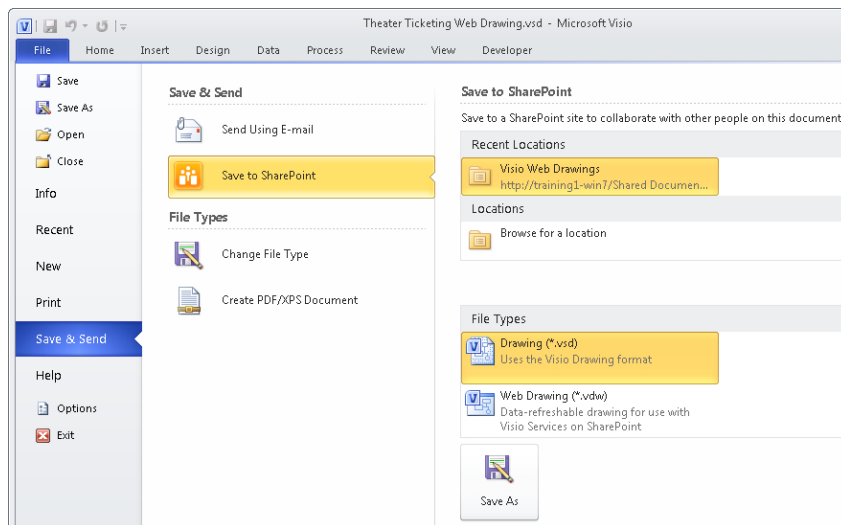 Theater Ticketing Web Drawing.vsd - Microsoft Visio
File Home Insert Design Data Process Review View Developer
Save
Save As
Open
Close
Info
Recent
New
Print
Save & Send
Help
Options
Exit
Save & Send
Send Using E-mail
Save to SharePoint
File Types
Change File Type
Create PDF/XPS Document
Save to SharePoint
Save to a SharePoint site to collaborate with other people on this document
Recent Locations
Visio Web Drawings
http://training1-win7/Shared Documen...
Locations
Browse for a location
File Types
Drawing (*.vsd)
Uses the Visio Drawing format
Web Drawing (*.vdw)
Data-refreshable drawing for use with
Visio Services on SharePoint
Save As